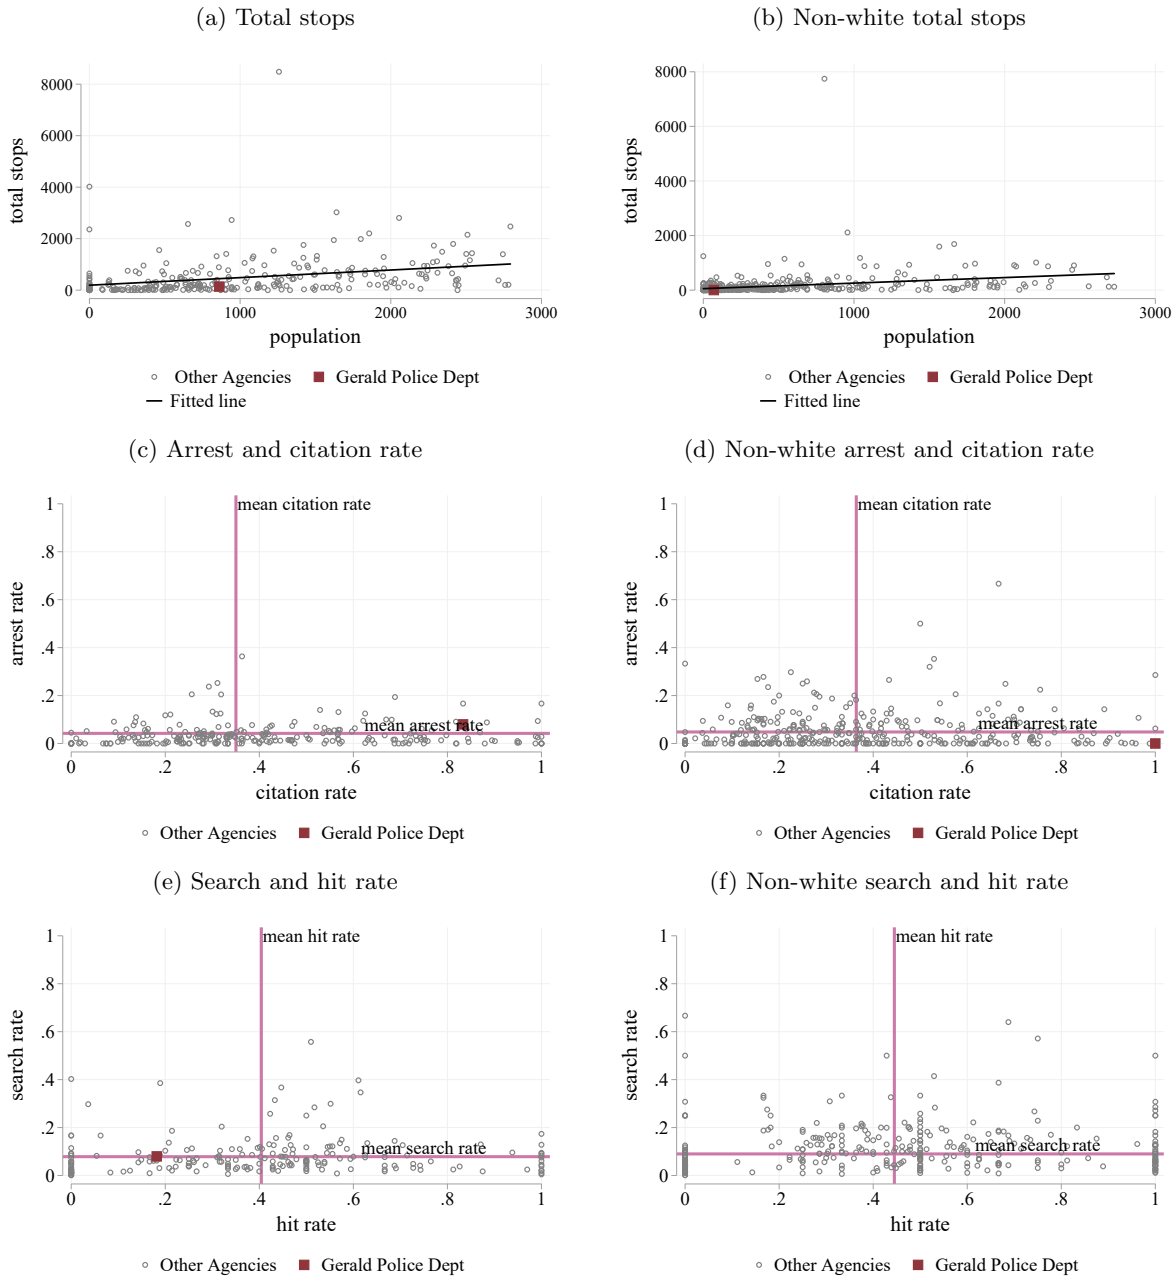 (a) Total stops
(b) Non-white total stops
8000
6000
4000
2000
0
total stops
0 1000 2000 3000
population
Other Agencies Gerald Police Dept
Fitted line
8000
6000
4000
2000
0
total stops
0 1000 2000 3000
population
Other Agencies Gerald Police Dept
Fitted line
(c) Arrest and citation rate
(d) Non-white arrest and citation rate
1
.8
.6
.4
.2
0
arrest rate
mean citation rate
mean arrest rate
0 .2 .4 .6 .8 1
citation rate
Other Agencies Gerald Police Dept
1
.8
.6
.4
.2
0
arrest rate
mean citation rate
mean arrest rate
0 .2 .4 .6 .8 1
citation rate
Other Agencies Gerald Police Dept
(e) Search and hit rate
(f) Non-white search and hit rate
1
.8
.6
.4
.2
0
search rate
mean hit rate
mean search rate
0 .2 .4 .6 .8 1
hit rate
Other Agencies Gerald Police Dept
1
.8
.6
.4
.2
0
search rate
mean hit rate
mean search rate
0 .2 .4 .6 .8 1
hit rate
Other Agencies Gerald Police Dept